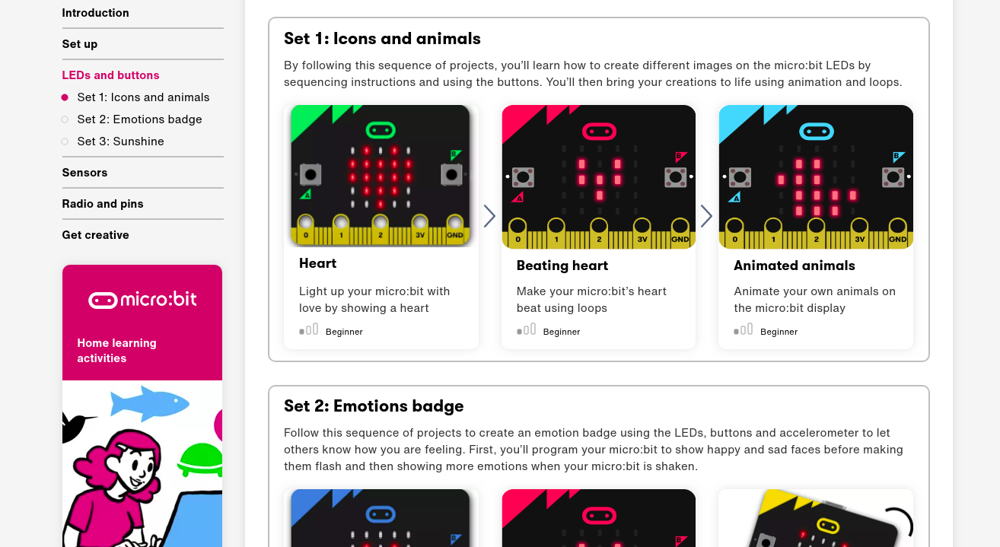 Introduction
Set up
LEDs and buttons
Set 1: Icons and animals
Set 2: Emotions badge
Set 3: Sunshine
Sensors
Radio and pins
Get creative
micro:bit
Home learning
activities
Set 1: Icons and animals
By following this sequence of projects, you’ll learn how to create different images on the micro:bit LEDs by
sequencing instructions and using the buttons. You’ll then bring your creations to life using animation and loops.
B
A
0 1 2 3V GND
B
A
0 1 2 3V GND
B
A
0 1 2 3V GND
Heart
Light up your micro:bit with
love by showing a heart
Beginner
Beating heart
Make your micro:bit’s heart
beat using loops
Beginner
Animated animals
Animate your own animals on
the micro:bit display
Beginner
Set 2: Emotions badge
Follow this sequence of projects to create an emotion badge using the LEDs, buttons and accelerometer to let
others know how you are feeling. First, you’ll program your micro:bit to show happy and sad faces before making
them flash and then showing more emotions when your micro:bit is shaken.
B
B